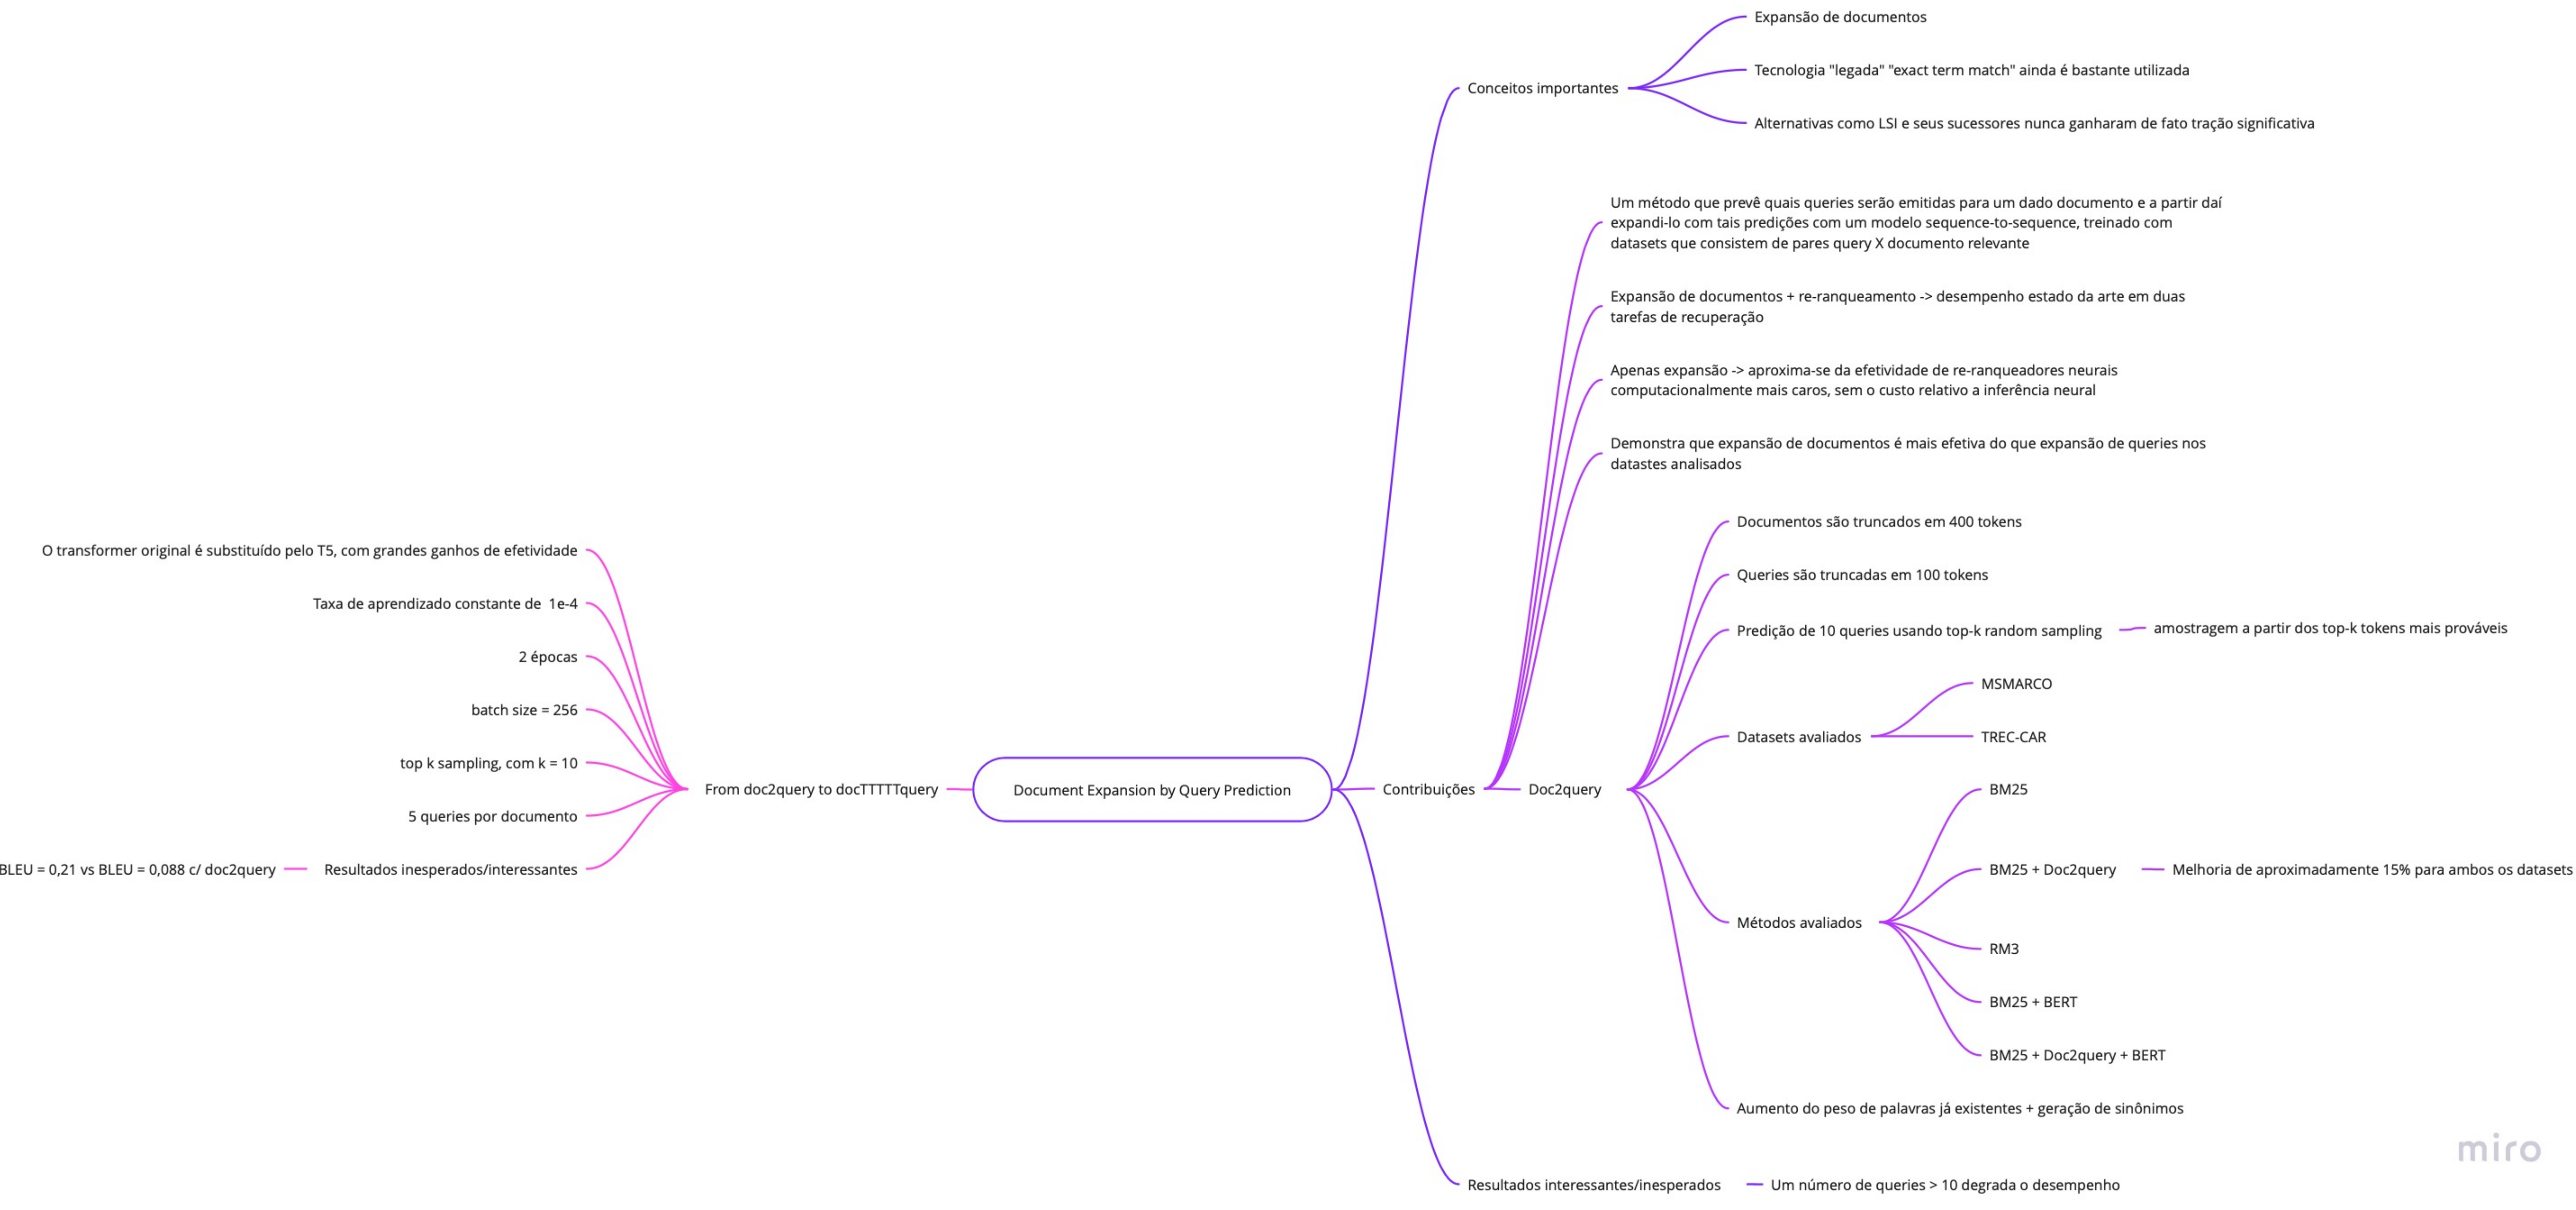 Document Expansion by Query Prediction
Conceitos importantes
Expansão de documentos
Tecnologia "legada" "exact term match" ainda é bastante utilizada
Alternativas como LSI e seus sucessores nunca ganharam de fato tração significativa
Contribuições
Um método que prevê quais queries serão emitidas para um dado documento e a partir daí
expandi-lo com tais predições com um modelo sequence-to-sequence, treinado com
datasets que consistem de pares query X documento relevante
Expansão de documentos + re-ranqueamento -> desempenho estado da arte em duas
tarefas de recuperação
Apenas expansão -> aproxima-se da efetividade de re-ranqueadores neurais
computacionalmente mais caros, sem o custo relativo a inferência neural
Demonstra que expansão de documentos é mais efetiva do que expansão de queries nos
datastes analisados
Doc2query
Documentos são truncados em 400 tokens
Queries são truncadas em 100 tokens
Predição de 10 queries usando top-k random sampling
amostragem a partir dos top-k tokens mais prováveis
Datasets avaliados
MSMARCO
TREC-CAR
Métodos avaliados
BM25
BM25 + Doc2query
Melhoria de aproximadamente 15% para ambos os datasets
RM3
BM25 + BERT
BM25 + Doc2query + BERT
Aumento do peso de palavras já existentes + geração de sinônimos
Resultados interessantes/inesperados
Um número de queries > 10 degrada o desempenho
From doc2query to docTTTTTquery
O transformer original é substituído pelo T5, com grandes ganhos de efetividade
Taxa de aprendizado constante de 1e-4
2 épocas
batch size = 256
top k sampling, com k = 10
5 queries por documento
Resultados inesperados/interessantes
BLEU = 0,21 vs BLEU = 0,088 c/ doc2query
miro